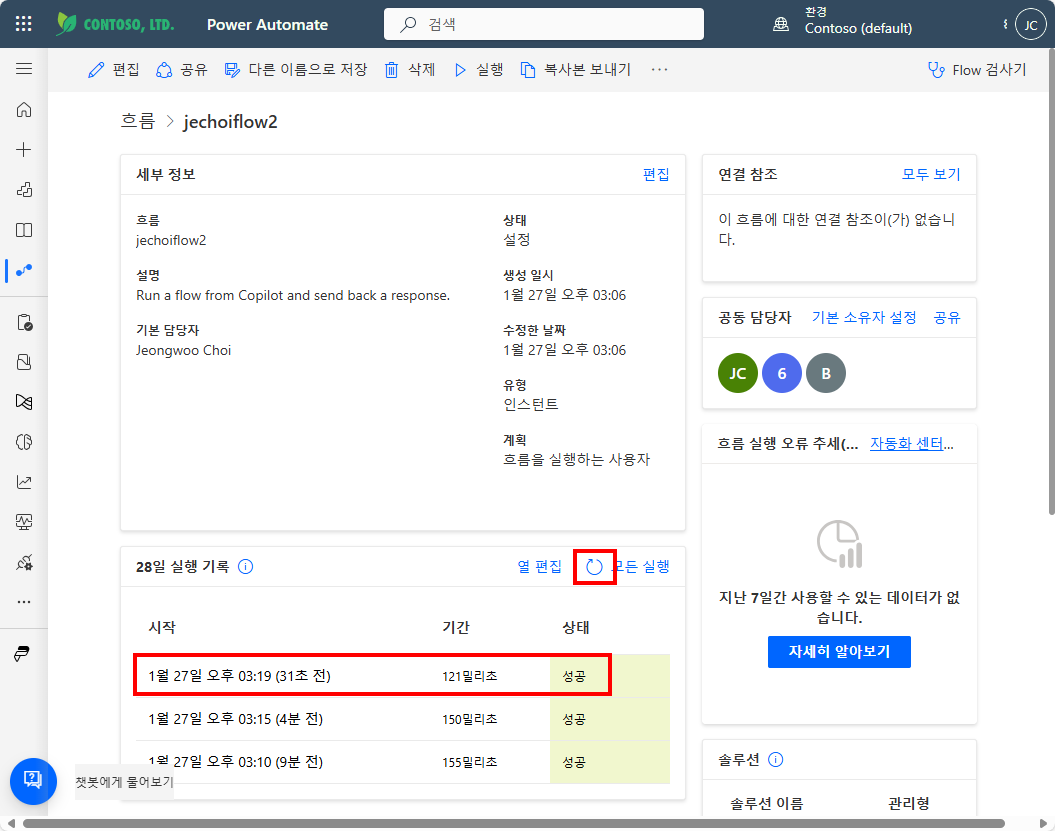 CONTOSO, LTD.
Power Automate
검색
환경
Contoso (default)
JC
편집
공유
다른 이름으로 저장
삭제
실행
복사본 보내기
···
Flow 검사기
흐름 > jechoiflow2
세부 정보
편집
흐름
jechoiflow2
설명
Run a flow from Copilot and send back a response.
기본 담당자
Jeongwoo Choi
상태
설정
생성 일시
1월 27일 오후 03:06
수정한 날짜
1월 27일 오후 03:06
유형
인스턴트
계획
흐름을 실행하는 사용자
연결 참조
모두 보기
이 흐름에 대한 연결 참조이(가) 없습니
다.
공동 담당자
기본 소유자 설정
공유
JC
6
B
흐름 실행 오류 추세(...
자동화 센터...
지난 7일간 사용할 수 있는 데이터가 없
습니다.
자세히 알아보기
28일 실행 기록
열 편집
모든 실행
시작 기간 상태
1월 27일 오후 03:19 (31초 전) 121밀리초 성공
1월 27일 오후 03:15 (4분 전) 150밀리초 성공
1월 27일 오후 03:10 (9분 전) 155밀리초 성공
챗봇에게 물어보기
솔루션
솔루션 이름 관리형